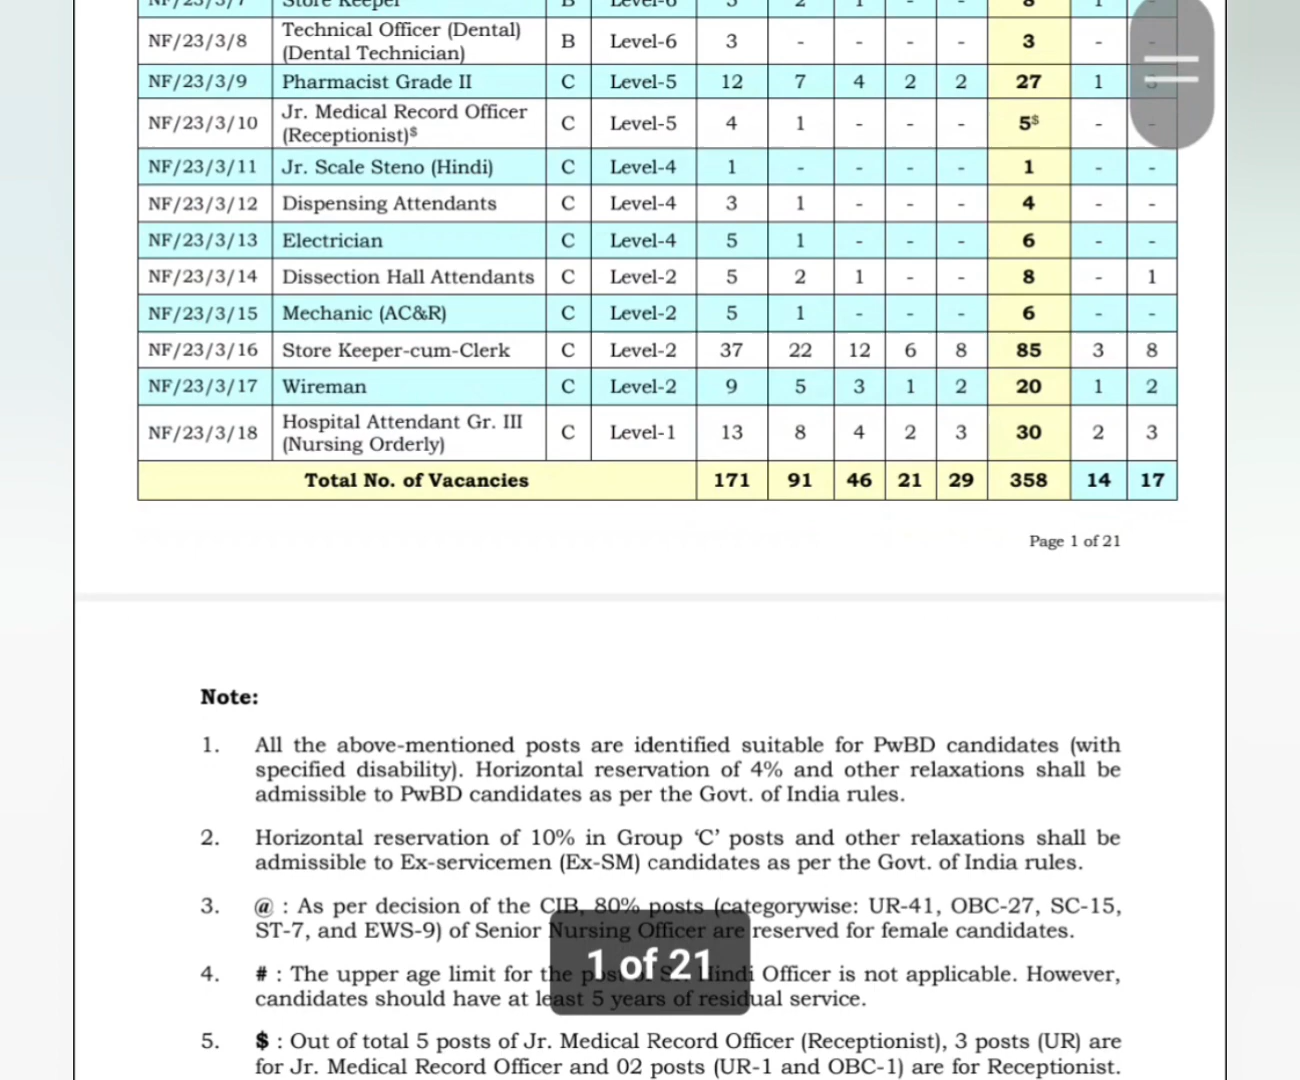 NF/23/3/7 Store Keeper B Level-6 5 2 1 - - 8 1 -
NF/23/3/8 Technical Officer (Dental) B Level-6 3 - - - - 3 - -
(Dental Technician)
NF/23/3/9 Pharmacist Grade II C Level-5 12 7 4 2 2 27 1 3
NF/23/3/10 Jr. Medical Record Officer C Level-5 4 1 - - - 5$ - -
(Receptionist)$
NF/23/3/11 Jr. Scale Steno (Hindi) C Level-4 1 - - - - 1 - -
NF/23/3/12 Dispensing Attendants C Level-4 3 1 - - - 4 - -
NF/23/3/13 Electrician C Level-4 5 1 - - - 6 - -
NF/23/3/14 Dissection Hall Attendants C Level-2 5 2 1 - - 8 - 1
NF/23/3/15 Mechanic (AC&R) C Level-2 5 1 - - - 6 - -
NF/23/3/16 Store Keeper-cum-Clerk C Level-2 37 22 12 6 8 85 3 8
NF/23/3/17 Wireman C Level-2 9 5 3 1 2 20 1 2
NF/23/3/18 Hospital Attendant Gr. III C Level-1 13 8 4 2 3 30 2 3
(Nursing Orderly)
Total No. of Vacancies 171 91 46 21 29 358 14 17
Page 1 of 21
Note:
1. All the above-mentioned posts are identified suitable for PwBD candidates (with
specified disability). Horizontal reservation of 4% and other relaxations shall be
admissible to PwBD candidates as per the Govt. of India rules.
2. Horizontal reservation of 10% in Group ‘C’ posts and other relaxations shall be
admissible to Ex-servicemen (Ex-SM) candidates as per the Govt. of India rules.
3. @ : As per decision of the CIB, 80% posts (categorywise: UR-41, OBC-27, SC-15,
ST-7, and EWS-9) of Senior Nursing Officer are reserved for female candidates.
4. # : The upper age limit for the Hindi Officer is not applicable. However,
candidates should have at least 5 years of residual service.
1 of 21
5. $ : Out of total 5 posts of Jr. Medical Record Officer (Receptionist), 3 posts (UR) are
for Jr. Medical Record Officer and 02 posts (UR-1 and OBC-1) are for Receptionist.